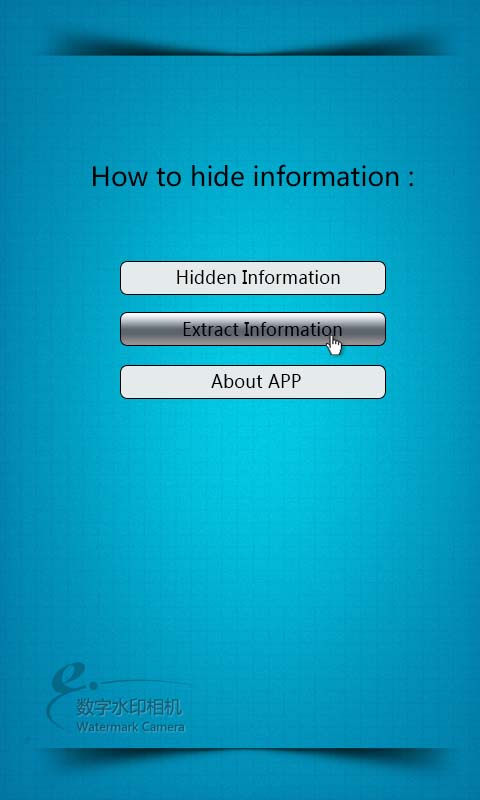 How to hide information :
Hidden Information
Extract Information
About APP
e.
数字水印相机
Watermark Camera